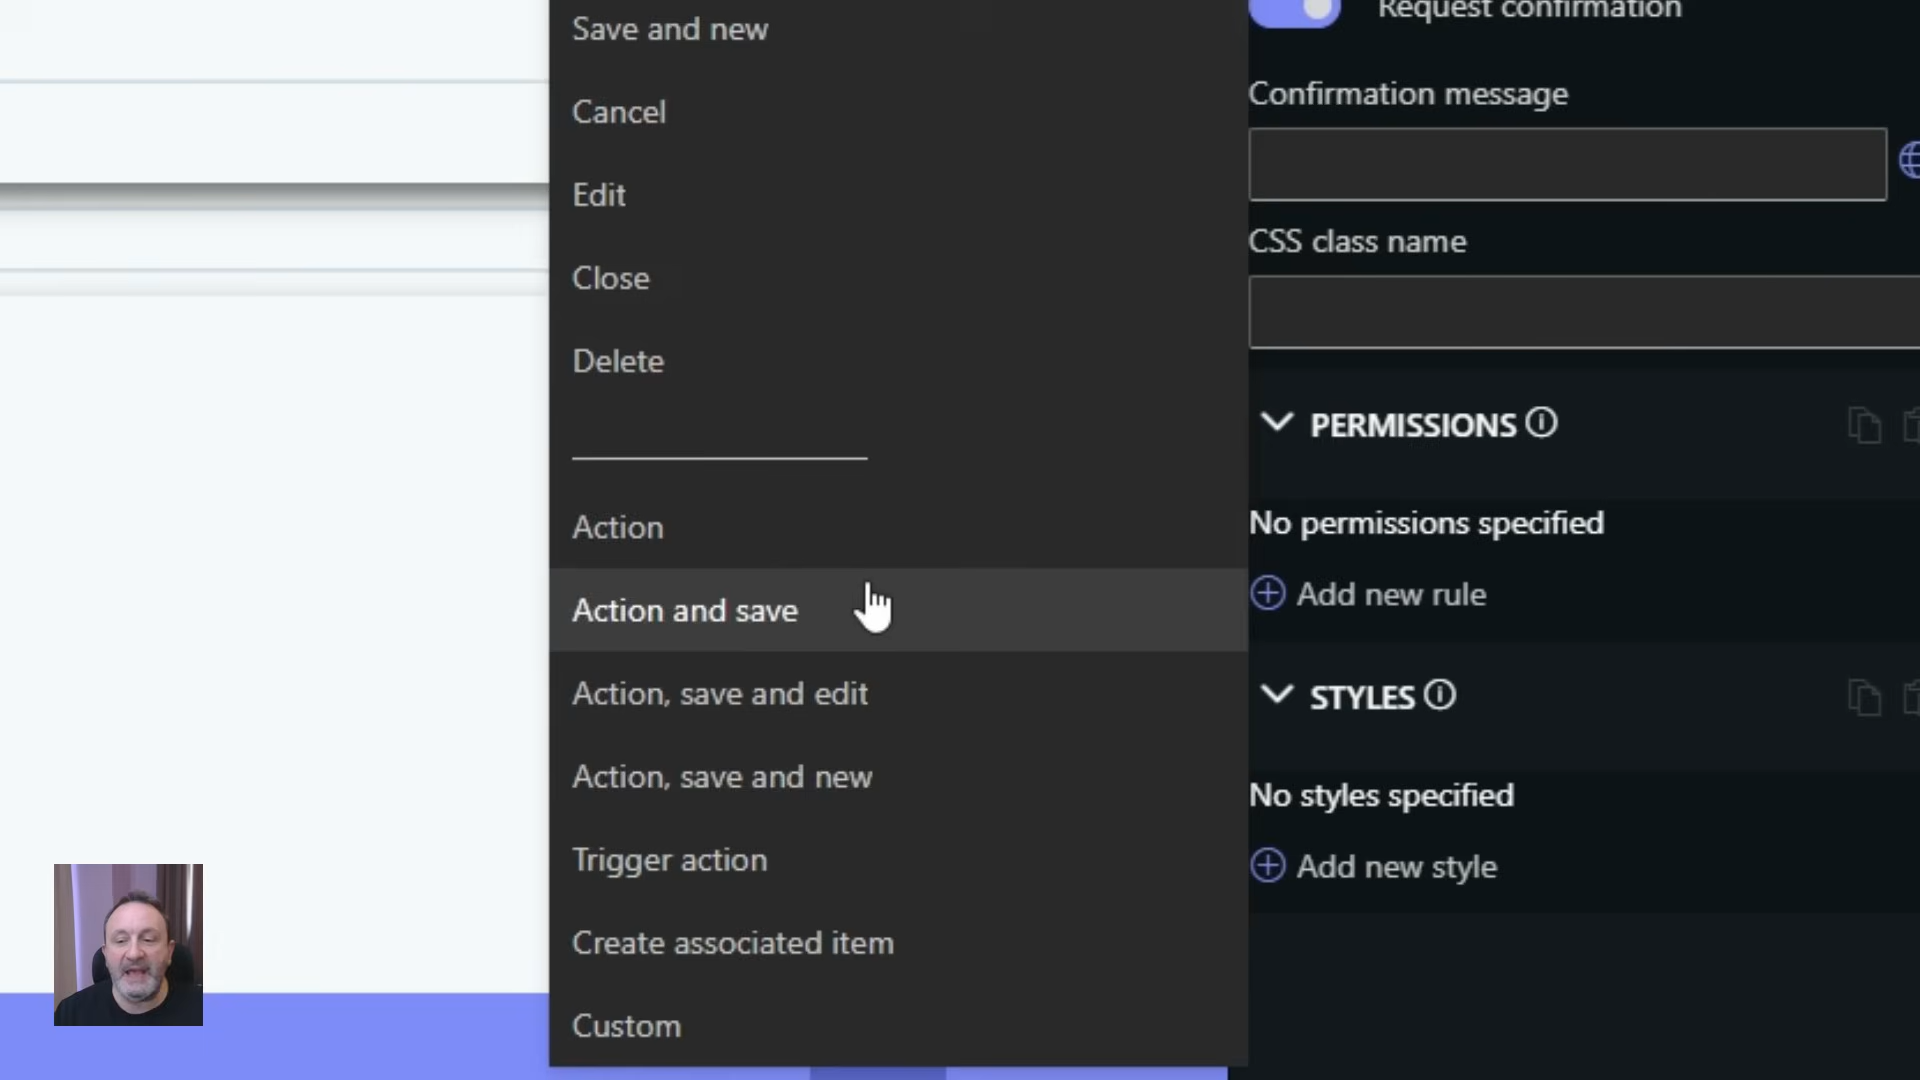 Save and new
Cancel
Edit
Close
Delete
Action
Action and save
Action, save and edit
Action, save and new
Trigger action
Create associated item
Custom
Request confirmation
Confirmation message
CSS class name
PERMISSIONS
No permissions specified
Add new rule
STYLES
No styles specified
Add new style